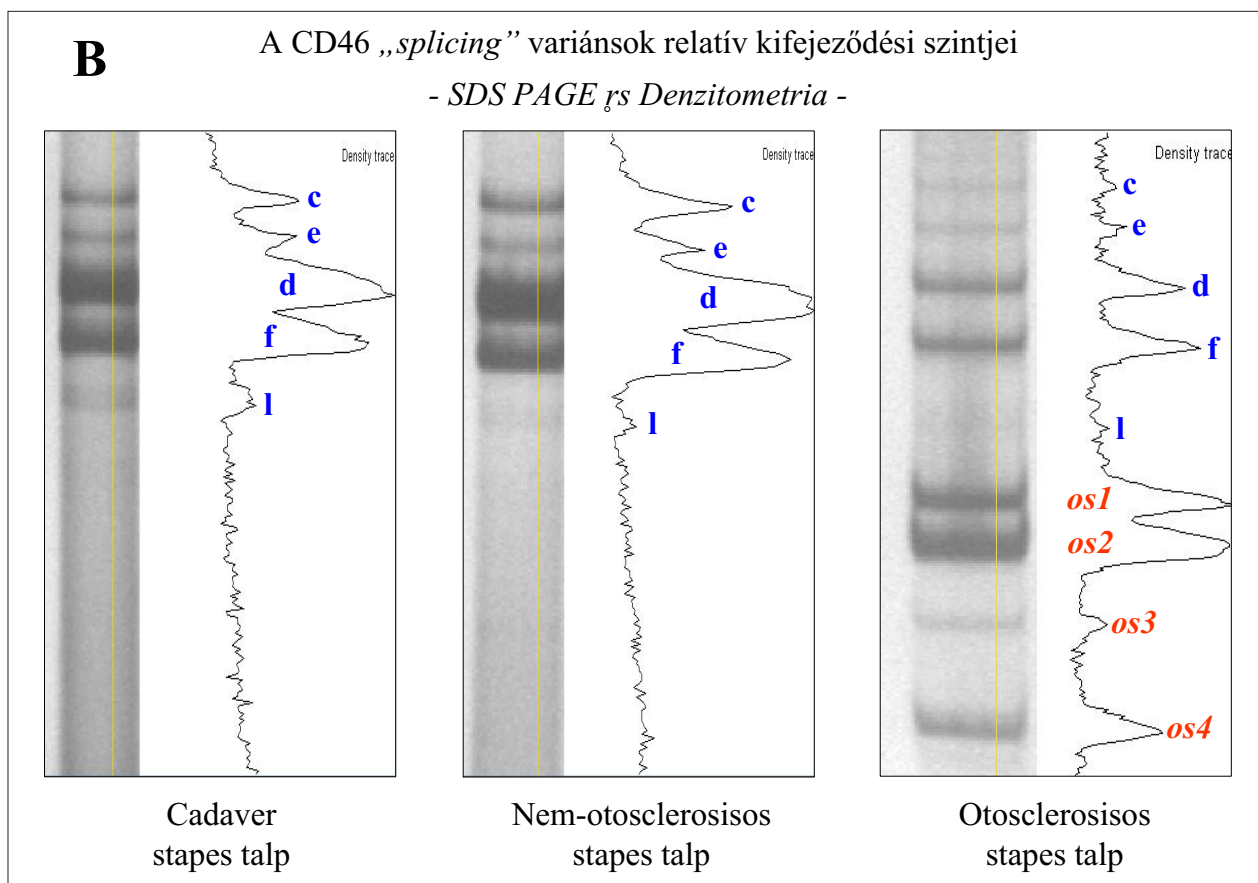 B
A CD46 „splicing” variánsok relatív kifejeződési szintjei
- SDS PAGE r̥s Denzitometria -
Density trace
c
e
d
f
l
Density trace
c
e
d
f
l
Density trace
c
e
d
f
l
os1
os2
os3
os4
Cadaver
stapes talp
Nem-otosclerosisos
stapes talp
Otosclerosisos
stapes talp